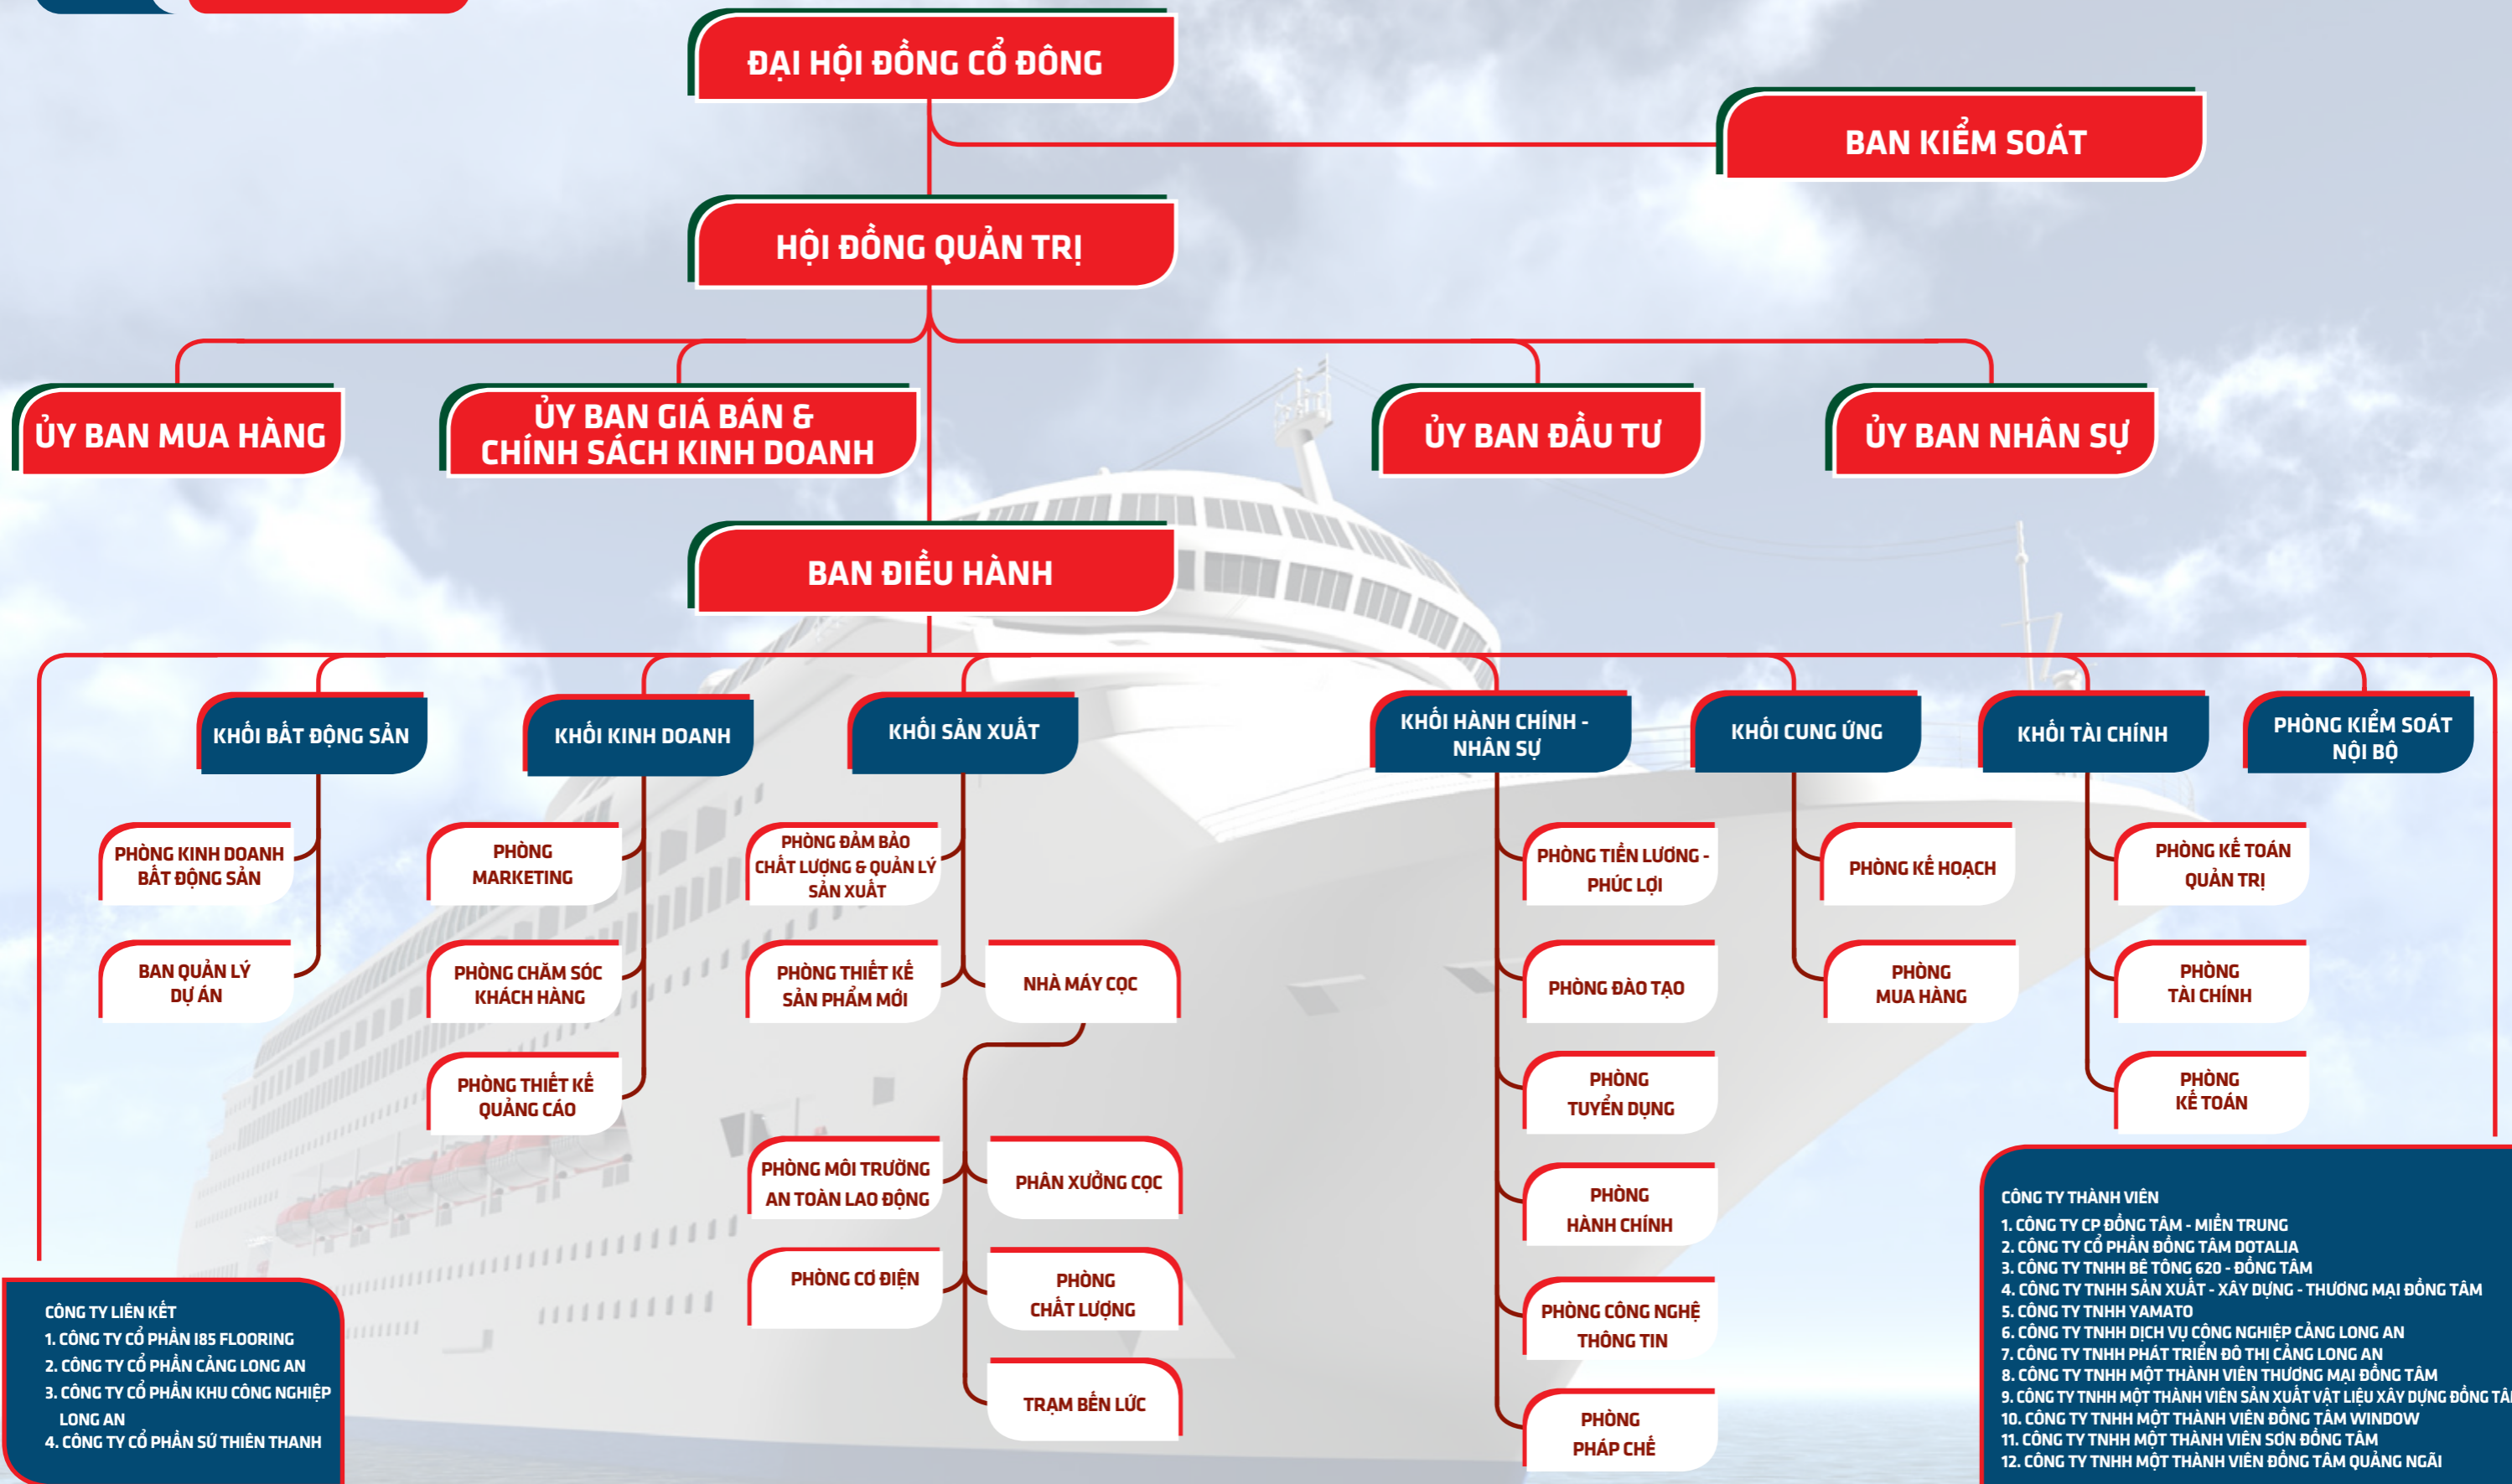 ĐẠI HỘI ĐỒNG CỔ ĐÔNG
BAN KIỂM SOÁT
HỘI ĐỒNG QUẢN TRỊ
ỦY BAN MUA HÀNG
ỦY BAN GIÁ BÁN &
CHÍNH SÁCH KINH DOANH
ỦY BAN ĐẦU TƯ
ỦY BAN NHÂN SỰ
BAN ĐIỀU HÀNH
KHỐI BẤT ĐỘNG SẢN
KHỐI KINH DOANH
KHỐI SẢN XUẤT
KHỐI HÀNH CHÍNH -
NHÂN SỰ
KHỐI CUNG ỨNG
KHỐI TÀI CHÍNH
PHÒNG KIỂM SOÁT
NỘI BỘ
PHÒNG KINH DOANH
BẤT ĐỘNG SẢN
BAN QUẢN LÝ
DỰ ÁN
PHÒNG
MARKETING
PHÒNG CHĂM SÓC
KHÁCH HÀNG
PHÒNG THIẾT KẾ
QUẢNG CÁO
PHÒNG ĐẢM BẢO
CHẤT LƯỢNG & QUẢN LÝ
SẢN XUẤT
PHÒNG THIẾT KẾ
SẢN PHẨM MỚI
NHÀ MÁY CỌC
PHÒNG MÔI TRƯỜNG
AN TOÀN LAO ĐỘNG
PHÂN XƯỞNG CỌC
PHÒNG CƠ ĐIỆN
PHÒNG
CHẤT LƯỢNG
TRẠM BẾN LỨC
PHÒNG TIỀN LƯƠNG -
PHÚC LỢI
PHÒNG ĐÀO TẠO
PHÒNG
TUYỂN DỤNG
PHÒNG
HÀNH CHÍNH
PHÒNG CÔNG NGHỆ
THÔNG TIN
PHÒNG
PHÁP CHẾ
PHÒNG KẾ HOẠCH
PHÒNG
MUA HÀNG
PHÒNG KẾ TOÁN
QUẢN TRỊ
PHÒNG
TÀI CHÍNH
PHÒNG
KẾ TOÁN
CÔNG TY LIÊN KẾT
1. CÔNG TY CỔ PHẦN I85 FLOORING
2. CÔNG TY CỔ PHẦN CẢNG LONG AN
3. CÔNG TY CỔ PHẦN KHU CÔNG NGHIỆP
LONG AN
4. CÔNG TY CỔ PHẦN SỨ THIÊN THANH
CÔNG TY THÀNH VIÊN
1. CÔNG TY CP ĐỒNG TÂM - MIỀN TRUNG
2. CÔNG TY CỔ PHẦN ĐỒNG TÂM DOTALIA
3. CÔNG TY TNHH BÊ TÔNG 620 - ĐỒNG TÂM
4. CÔNG TY TNHH SẢN XUẤT - XÂY DỰNG - THƯƠNG MẠI ĐỒNG TÂM
5. CÔNG TY TNHH YAMATO
6. CÔNG TY TNHH DỊCH VỤ CÔNG NGHIỆP CẢNG LONG AN
7. CÔNG TY TNHH PHÁT TRIỂN ĐÔ THỊ CẢNG LONG AN
8. CÔNG TY TNHH MỘT THÀNH VIÊN THƯƠNG MẠI ĐỒNG TÂM
9. CÔNG TY TNHH MỘT THÀNH VIÊN SẢN XUẤT VẬT LIỆU XÂY DỰNG ĐỒNG TÂM
10. CÔNG TY TNHH MỘT THÀNH VIÊN ĐỒNG TÂM WINDOW
11. CÔNG TY TNHH MỘT THÀNH VIÊN SƠN ĐỒNG TÂM
12. CÔNG TY TNHH MỘT THÀNH VIÊN ĐỒNG TÂM QUẢNG NGÃI